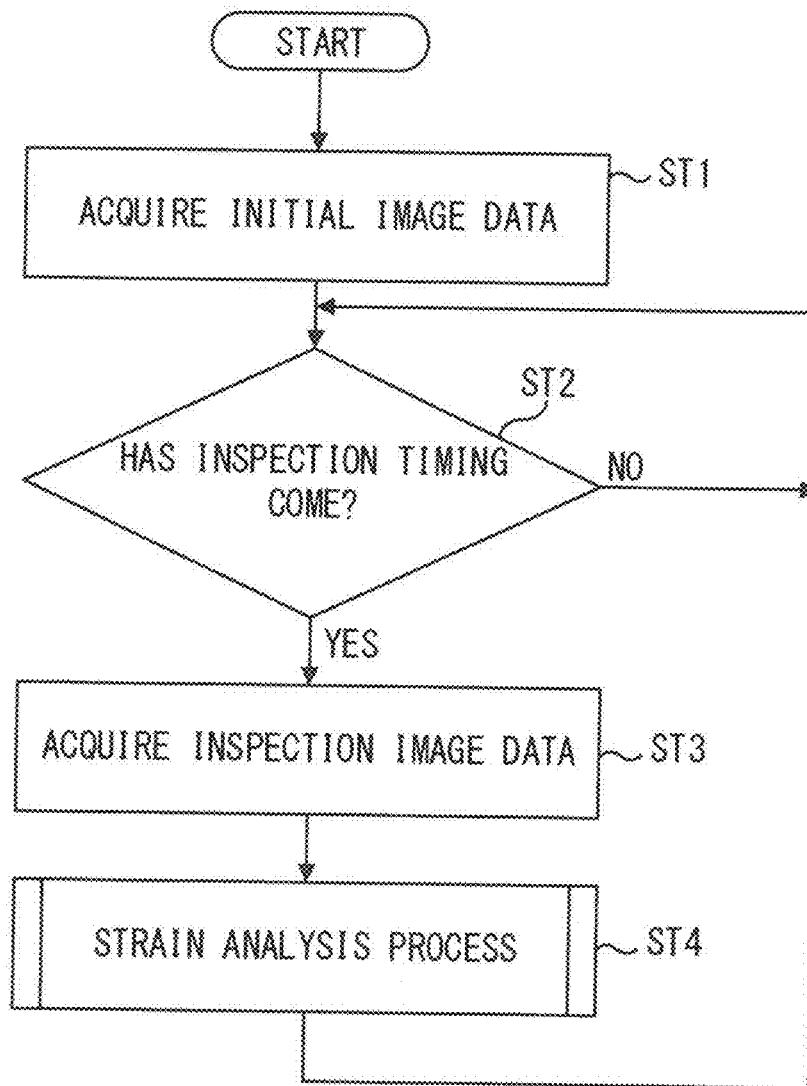 START
ACQUIRE INITIAL IMAGE DATA
ST1
ST2
HAS INSPECTION TIMING
COME?
NO
YES
ACQUIRE INSPECTION IMAGE DATA
ST3
STRAIN ANALYSIS PROCESS
ST4